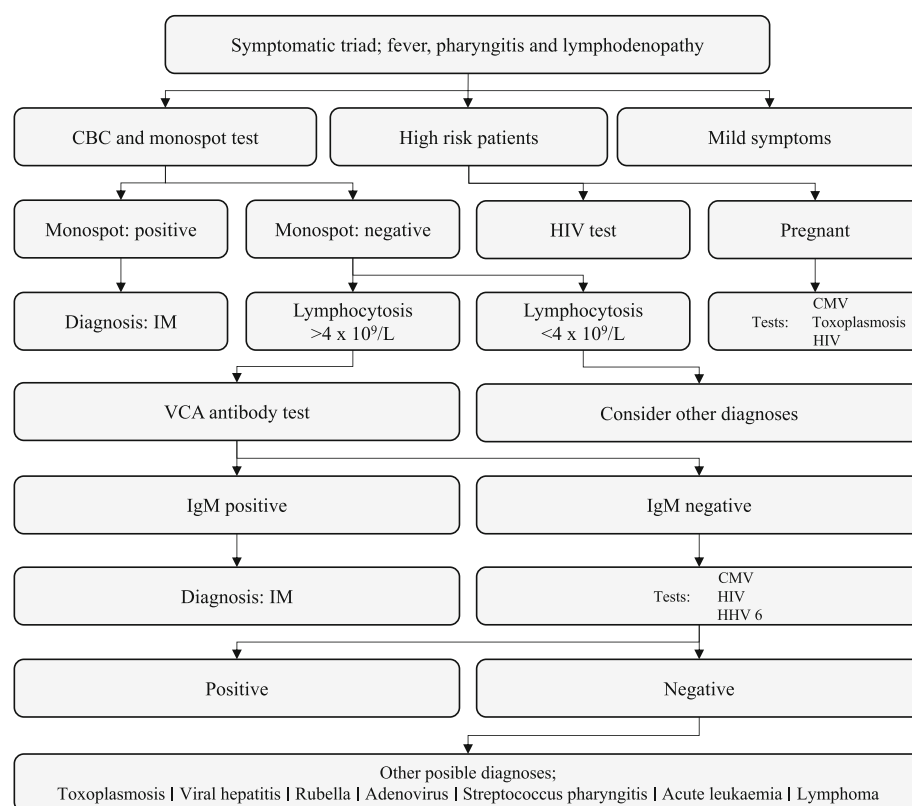 Symptomatic triad; fever, pharyngitis and lymphodenopathy
CBC and monospot test
High risk patients
Mild symptoms
Monospot: positive
Monospot: negative
HIV test
Pregnant
Diagnosis: IM
Lymphocytosis
>4 x 10⁹/L
Lymphocytosis
<4 x 10⁹/L
CMV
Tests: Toxoplasmosis
HIV
VCA antibody test
Consider other diagnoses
IgM positive
IgM negative
Diagnosis: IM
CMV
Tests: HIV
HHV 6
Positive
Negative
Other posible diagnoses;
Toxoplasmosis | Viral hepatitis | Rubella | Adenovirus | Streptococcus pharyngitis | Acute leukaemia | Lymphoma